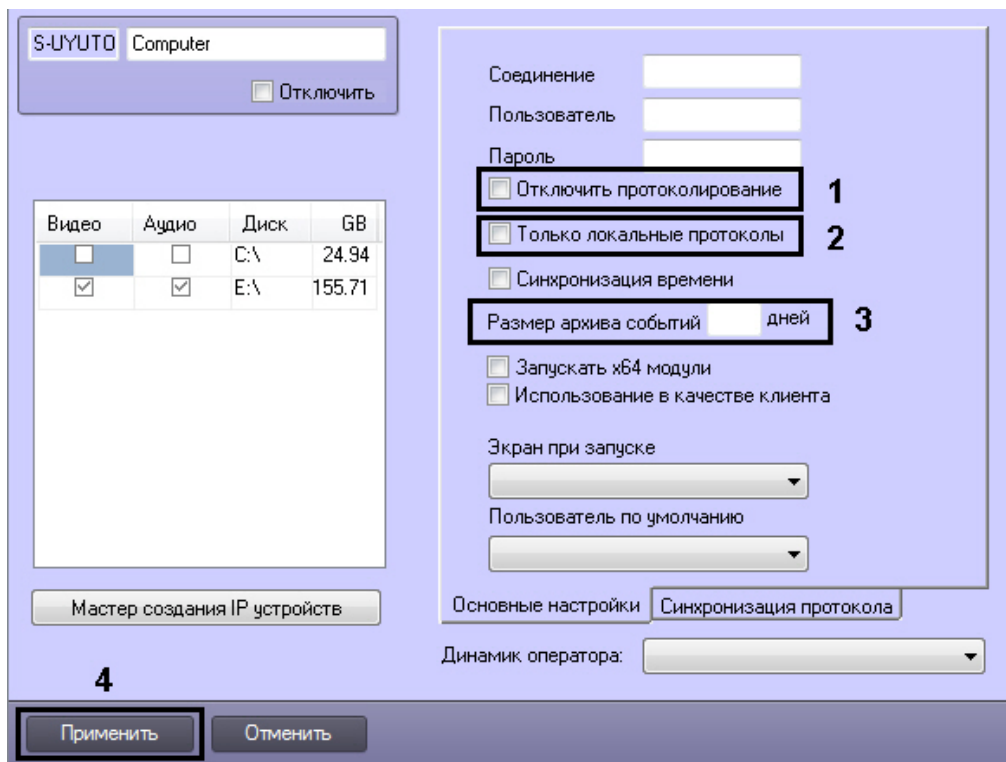 S-UYUTO Computer
Отключить
Видео Аудио Диск GB
C:\ 24.94
E:\ 155.71
Мастер создания IP устройств
Соединение
Пользователь
Пароль
Отключить протоколирование 1
Только локальные протоколы 2
Синхронизация времени
Размер архива событий дней 3
Запускать x64 модули
Использование в качестве клиента
Экран при запуске
Пользователь по умолчанию
Основные настройки Синхронизация протокола
Динамик оператора:
4
Применить Отменить